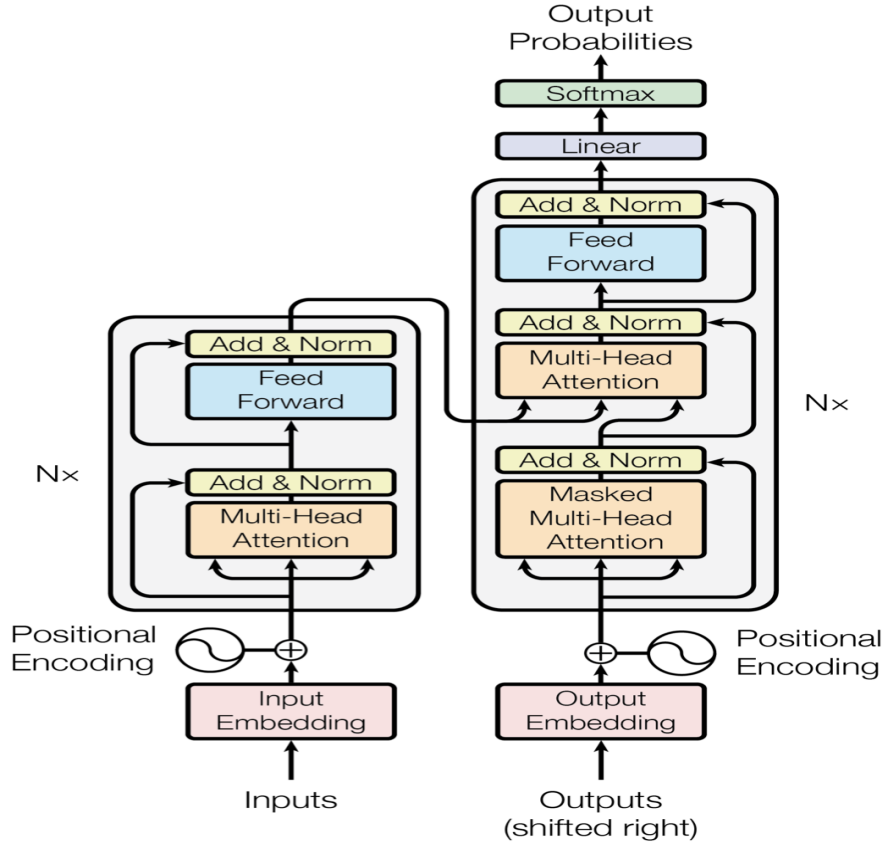 Output
Probabilities
Softmax
Linear
Add & Norm
Feed
Forward
Add & Norm
Multi-Head
Attention
Nx
Add & Norm
Masked
Multi-Head
Attention
Add & Norm
Feed
Forward
Nx
Add & Norm
Multi-Head
Attention
Positional
Encoding
Positional
Encoding
Input
Embedding
Output
Embedding
Inputs
Outputs
(shifted right)